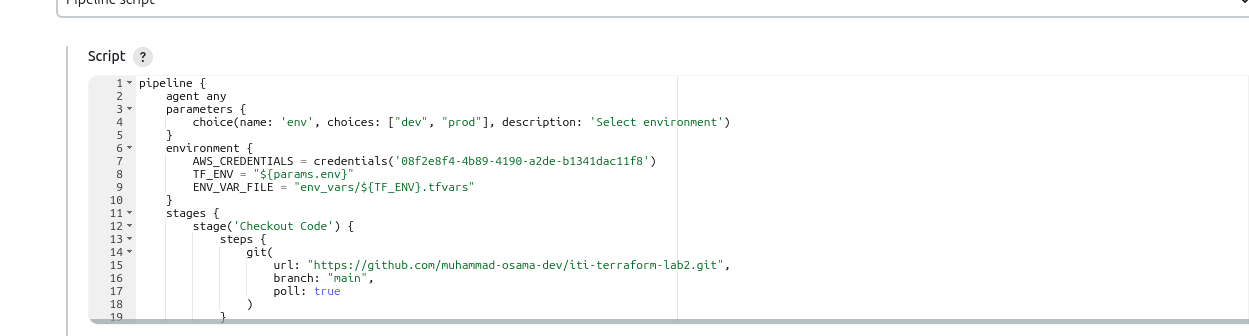 Pipeline script
Script ?
1 pipeline {
2     agent any
3     parameters {
4         choice(name: 'env', choices: ["dev", "prod"], description: 'Select environment')
5     }
6     environment {
7         AWS_CREDENTIALS = credentials('08f2e8f4-4b89-4190-a2de-b1341dac11f8')
8         TF_ENV = "${params.env}"
9         ENV_VAR_FILE = "env_vars/${TF_ENV}.tfvars"
10     }
11     stages {
12         stage('Checkout Code') {
13             steps {
14                 git(
15                     url: "https://github.com/muhammad-osama-dev/iti-terraform-lab2.git",
16                     branch: "main",
17                     poll: true
18                 )
19             }